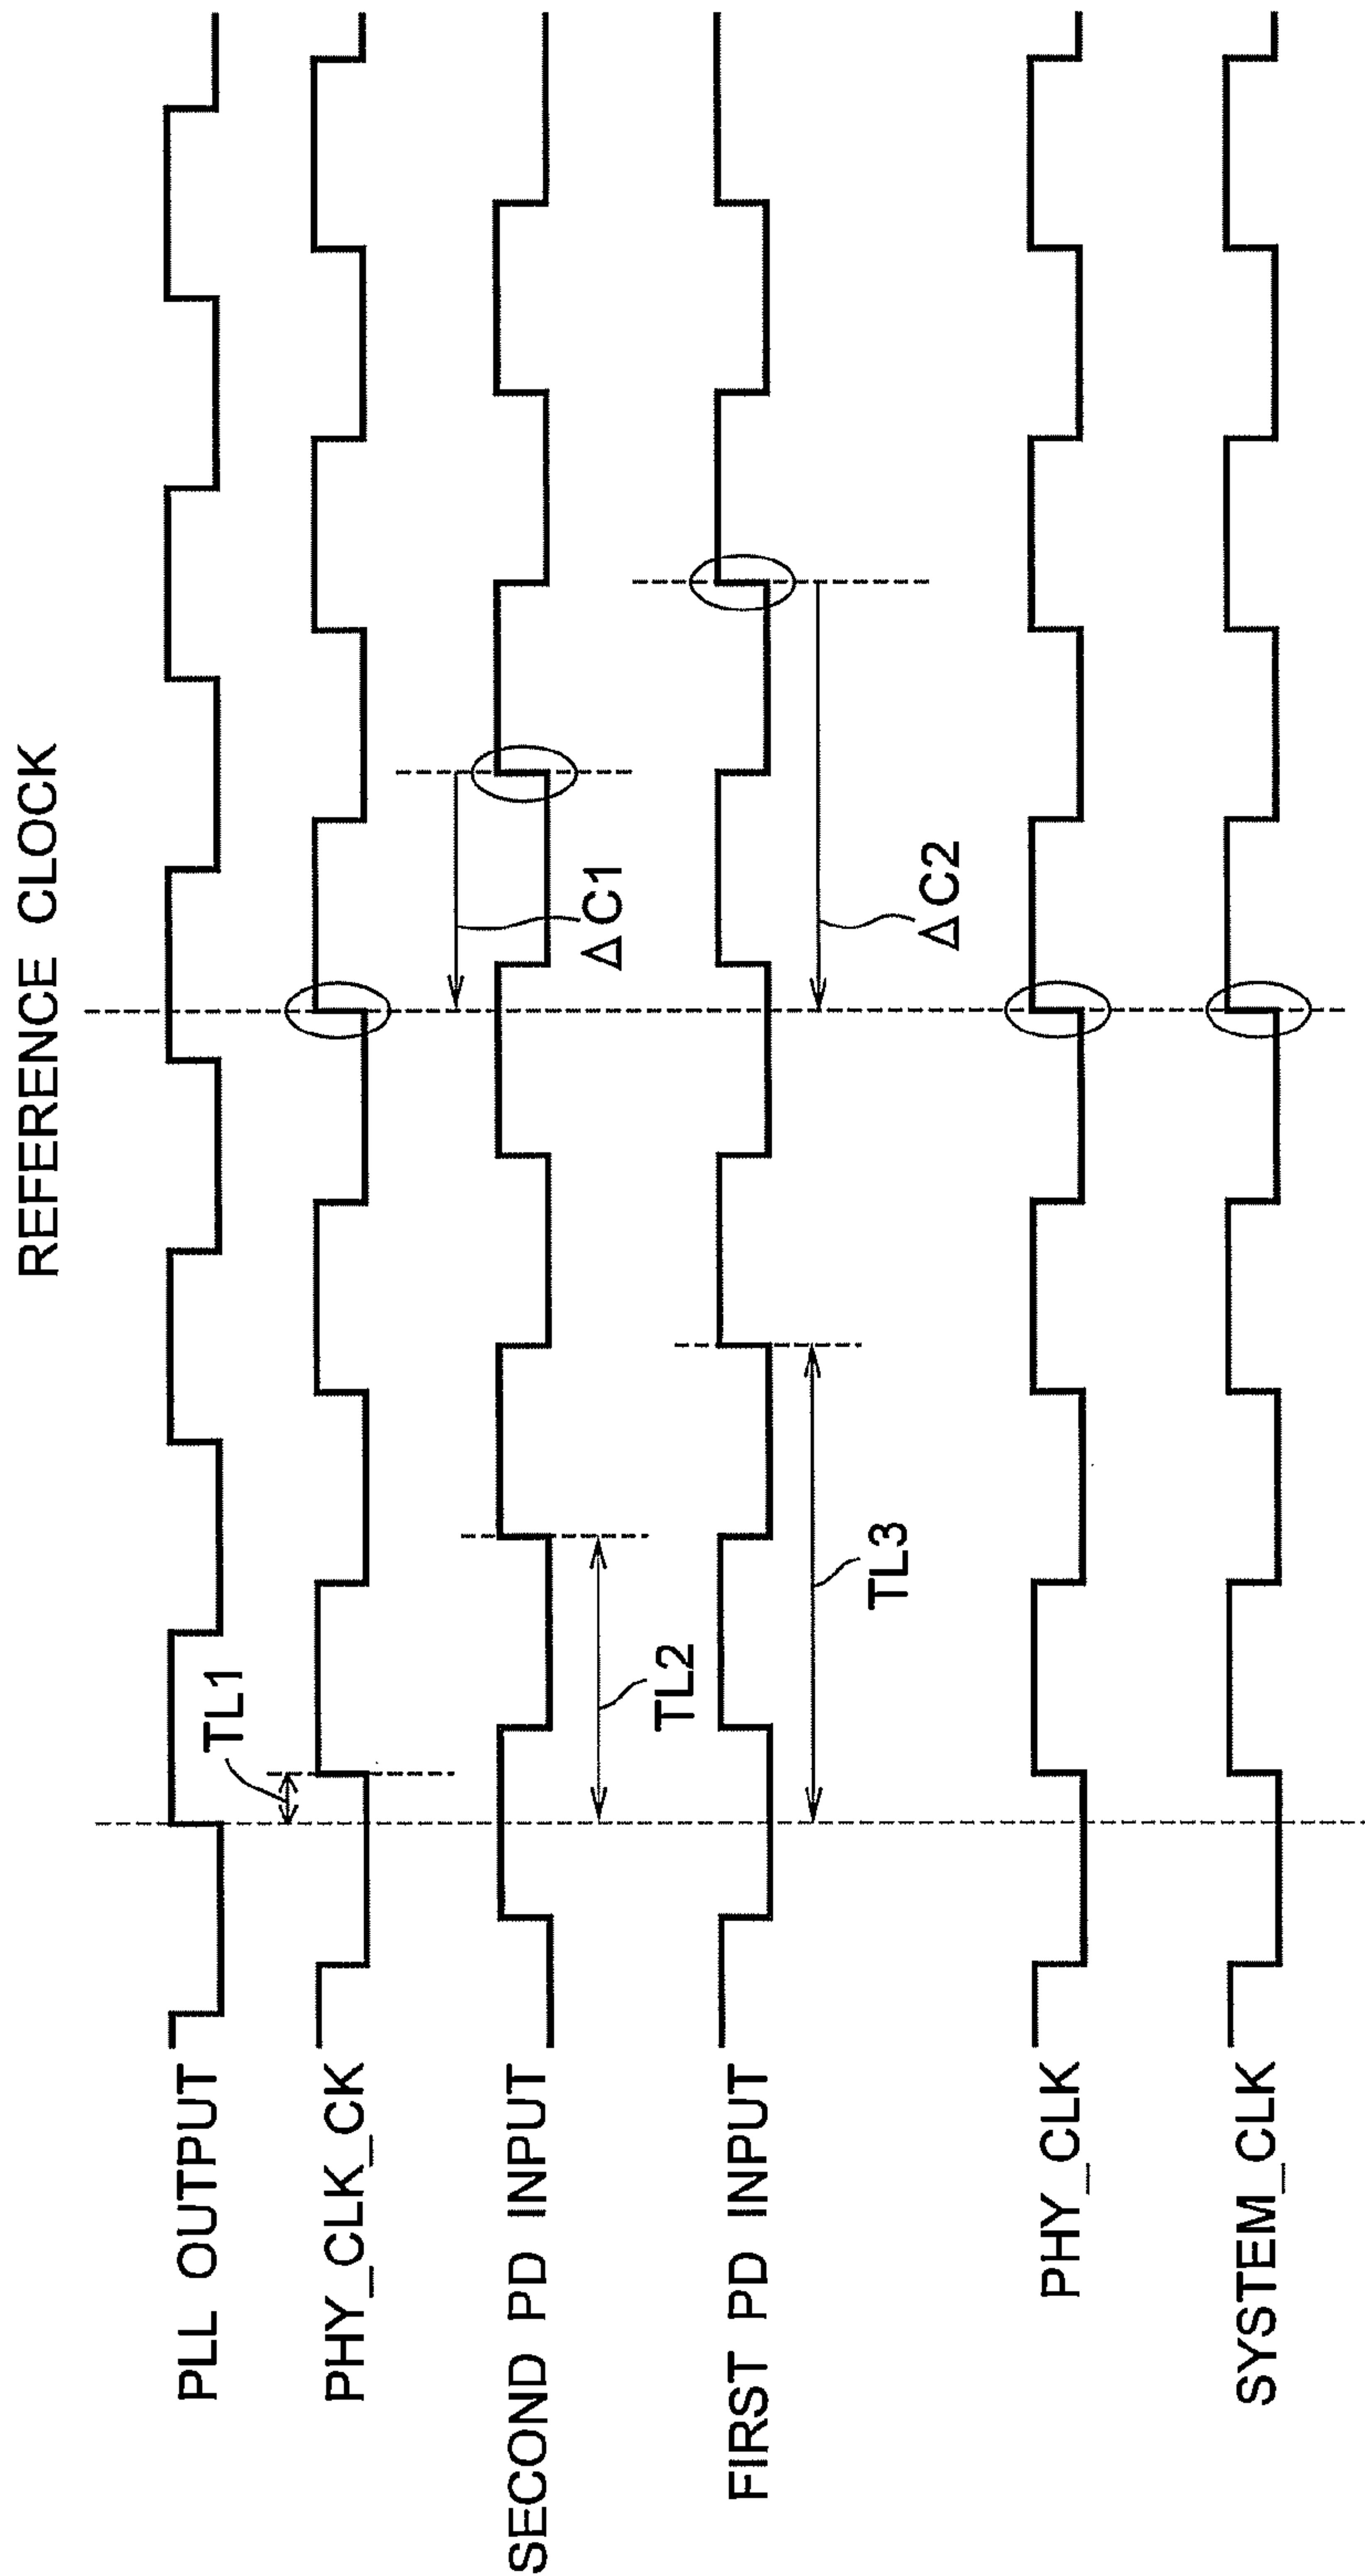 REFERENCE CLOCK
PLL OUTPUT
TL1
PHY_CLK_CK
ΔC1
SECOND PD INPUT
TL2
FIRST PD INPUT
ΔC2
TL3
PHY_CLK
SYSTEM_CLK